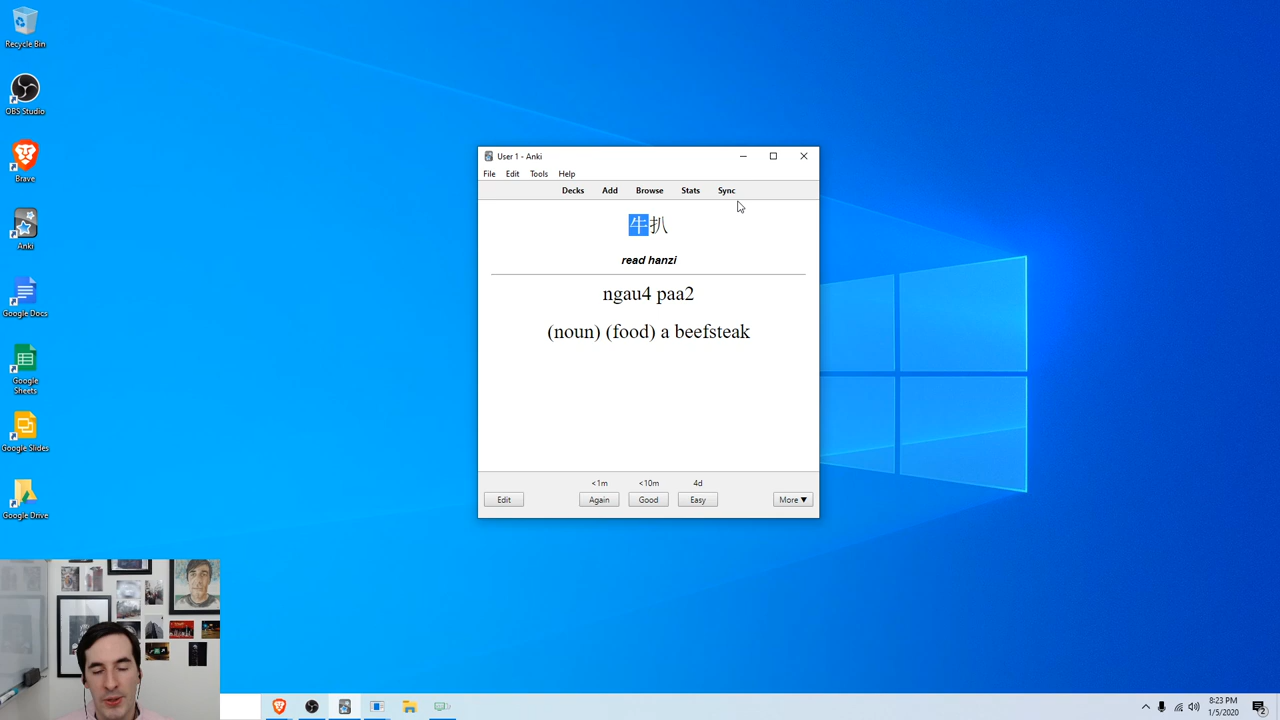 Recycle Bin
OBS Studio
Brave
Anki
Google Docs
Google
Sheets
Google Slides
Google Drive
User 1 - Anki
File Edit Tools Help
Decks Add Browse Stats Sync
牛扒
read hanzi
ngau4 paa2
(noun) (food) a beefsteak
<1m <10m 4d
Edit Again Good Easy More ▼
8:23 PM
1/5/2020
2